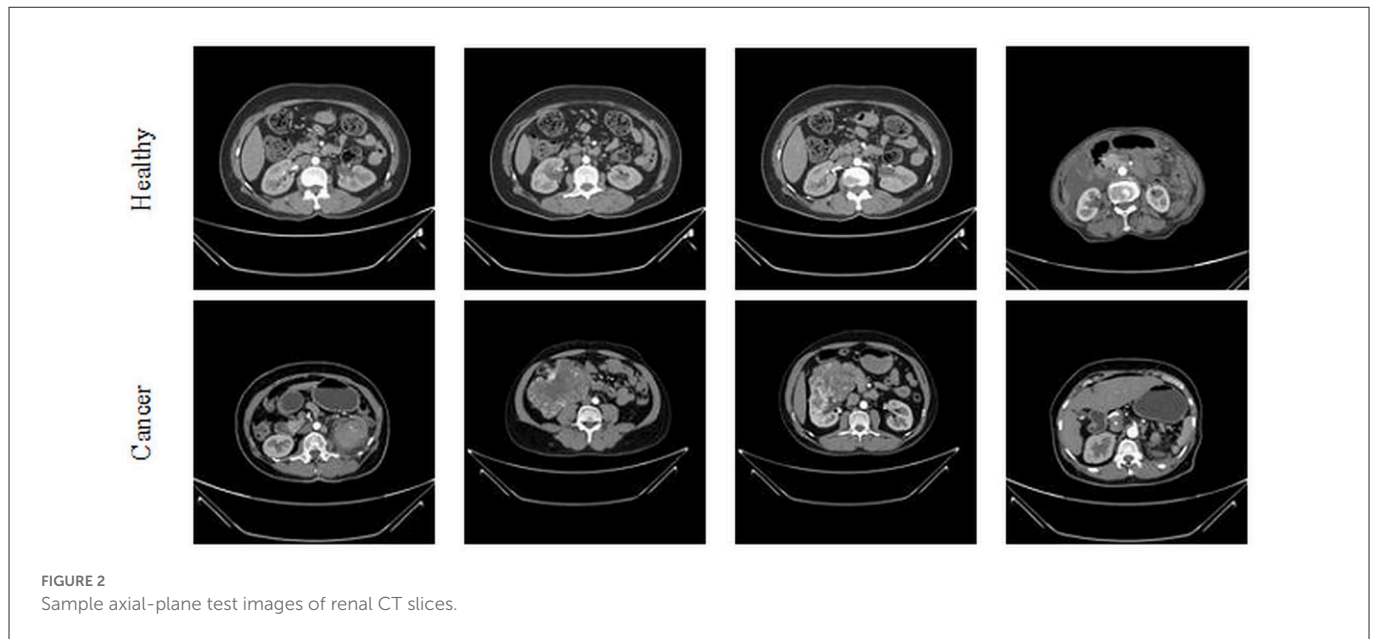 Healthy
Cancer
FIGURE 2
Sample axial-plane test images of renal CT slices.